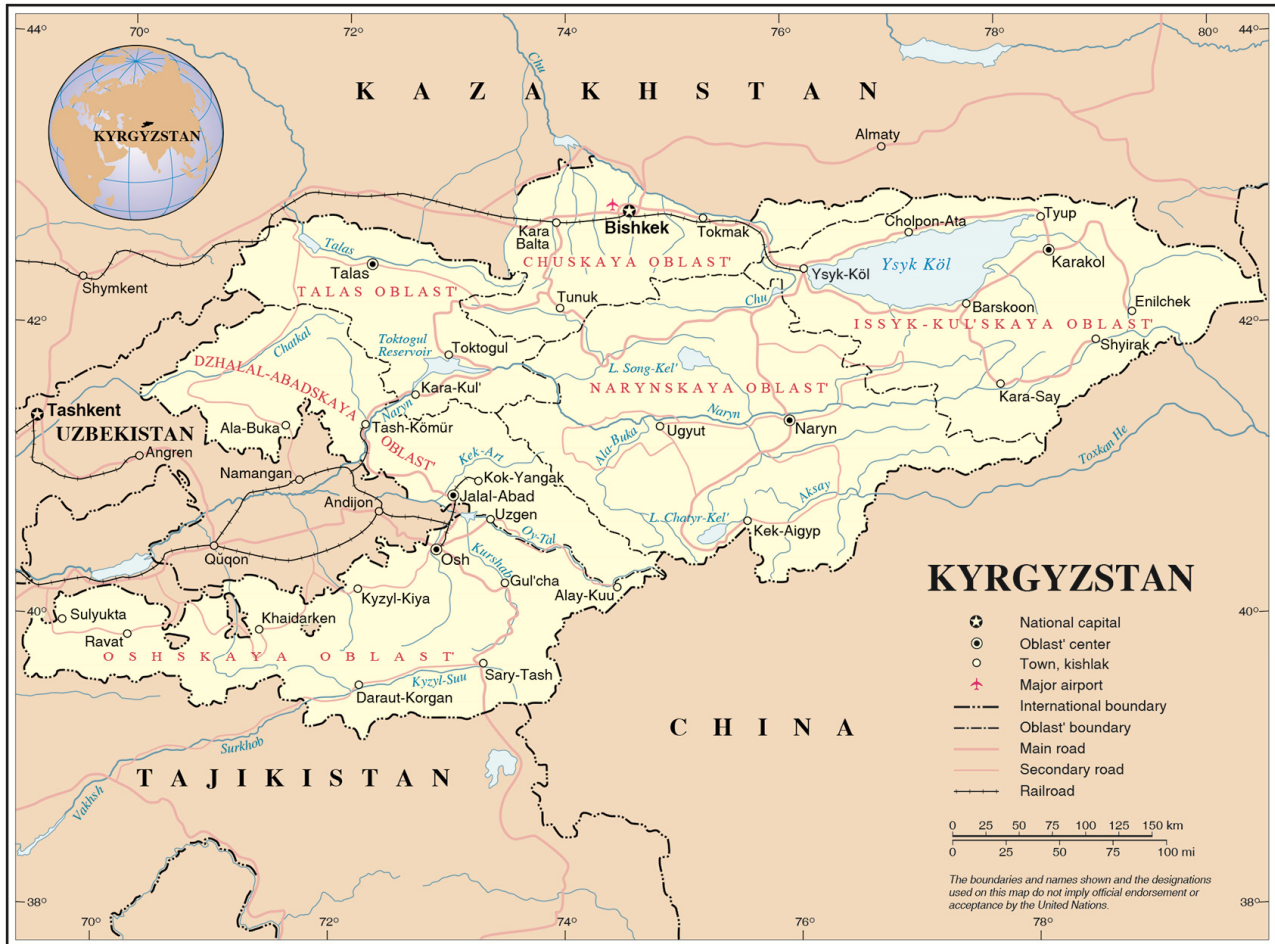 44°
70°
72°
74°
76°
78°
80°
44°
KYRGYZSTAN
KAZAKHSTAN
Chu
Almaty
Kara
Balta
Bishkek
Tokmak
Cholpon-Ata
Tyup
Talas
Talas
CHUSKAYA OBLAST'
Ysyk-Köl
Ysyk Köl
Karakol
Shymkent
TALAS OBLAST'
Tunuk
Chu
Barskoon
Enilchek
42°
42°
ISSYK-KUL'SKAYA OBLAST'
Chatkal
Toktogul
Reservoir
Toktogul
Shyirak
DZHALAL-ABADSKAYA
OBLAST'
L. Song-Kel'
NARYNSKAYA OBLAST'
Kara-Kul'
Kara-Say
Tashkent
UZBEKISTAN
Naryn
Naryn
Ala-Buka
Tash-Kömür
Ala-Buka
Ugyut
Naryn
Angren
Toxkan He
Namangan
Kek-Art
Kok-Yangak
Jalal-Abad
Aksay
Andijon
Uzgen
L. Chatyr-Kel'
Kek-Aigyp
Oy-Tal
Quqon
Osh
Kurshab
Gul'cha
Alay-Kuu
Kyzyl-Kiya
40°
40°
Sulyukta
Ravat
Khaidarken
OSHSKAYA OBLAST'
Sary-Tash
Kyzyl-Suu
Daraut-Korgan
Surkhob
CHINA
TAJIKISTAN
Vakhsh
KYRGYZSTAN
National capital
Oblast' center
Town, kishlak
Major airport
International boundary
Oblast' boundary
Main road
Secondary road
Railroad
0 25 50 75 100 125 150 km
0 25 50 75 100 mi
The boundaries and names shown and the designations
used on this map do not imply official endorsement or
acceptance by the United Nations.
38°
38°
70°
72°
74°
76°
78°